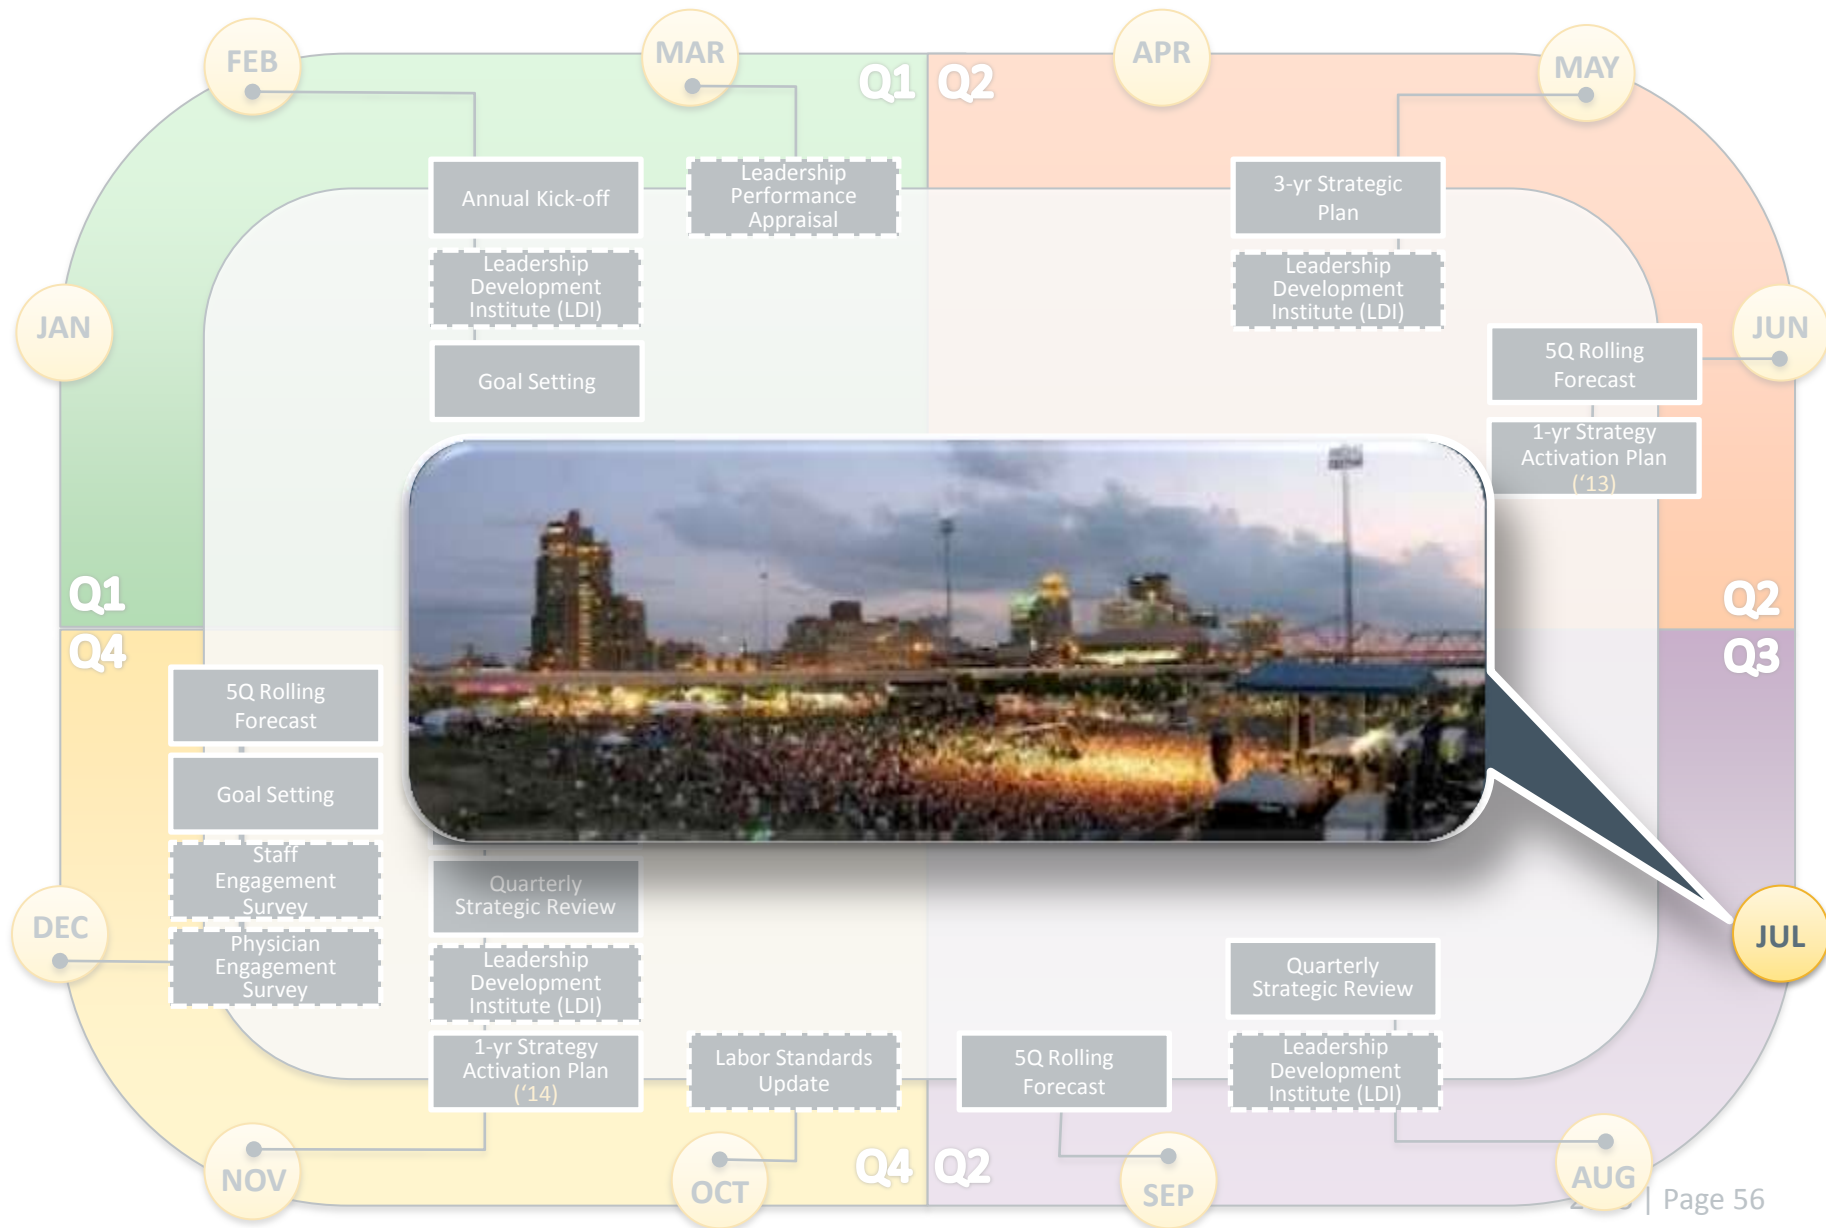 FEB
MAR
APR
MAY
Q1
Q2
Annual Kick-off
Leadership
Performance
Appraisal
3-yr Strategic
Plan
Leadership
Development
Institute (LDI)
Leadership
Development
Institute (LDI)
JAN
JUN
Goal Setting
5Q Rolling
Forecast
1-yr Strategy
Activation Plan
(‘13)
Q1
Q2
Q4
Q3
5Q Rolling
Forecast
Goal Setting
Staff
Engagement
Survey
Physician
Engagement
Survey
DEC
Quarterly
Strategic Review
Leadership
Development
Institute (LDI)
1-yr Strategy
Activation Plan
(‘14)
Labor Standards
Update
5Q Rolling
Forecast
Quarterly
Strategic Review
Leadership
Development
Institute (LDI)
JUL
Q4
Q2
NOV
OCT
SEP
AUG
| Page 56